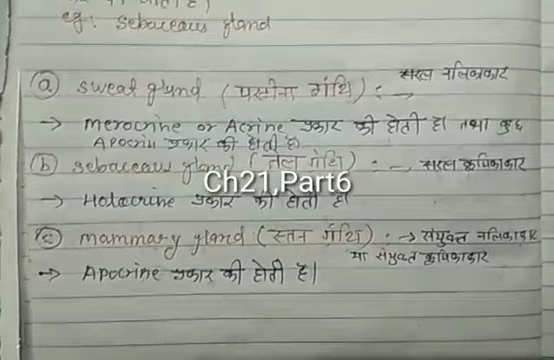 eg: sebaceous gland
(a) sweat gland (पसीना ग्रंथि) : → सरल नलिकाकार
→ merocrine or Acrine प्रकार की होती है। तथा कुछ
Apocrine प्रकार की होती है
(b) sebaceous gland (तेल ग्रंथि) : → सरल कूपिकाकार
Ch21,Part6
→ Holocrine प्रकार की होती है
(c) mammary gland (स्तन ग्रंथि) : → संयुक्त नलिकाकार
या संयुक्त कूपिकाकार
→ Apocrine प्रकार की होती है।